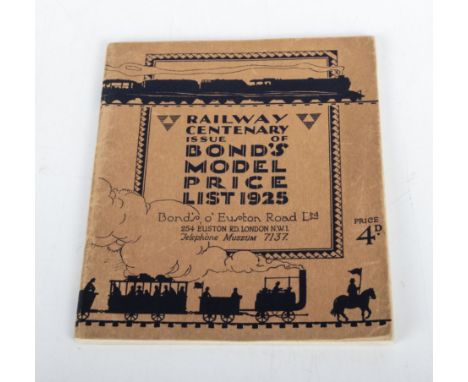 RAILWAY
CENTENARY
ISSUE OF
BOND'S
MODEL
PRICE
LIST 1925
Bond's o' Euston Road Ltd
254 EUSTON RD. LONDON N.W.1.
Telephone MUSEUM 7137.
PRICE
4D.